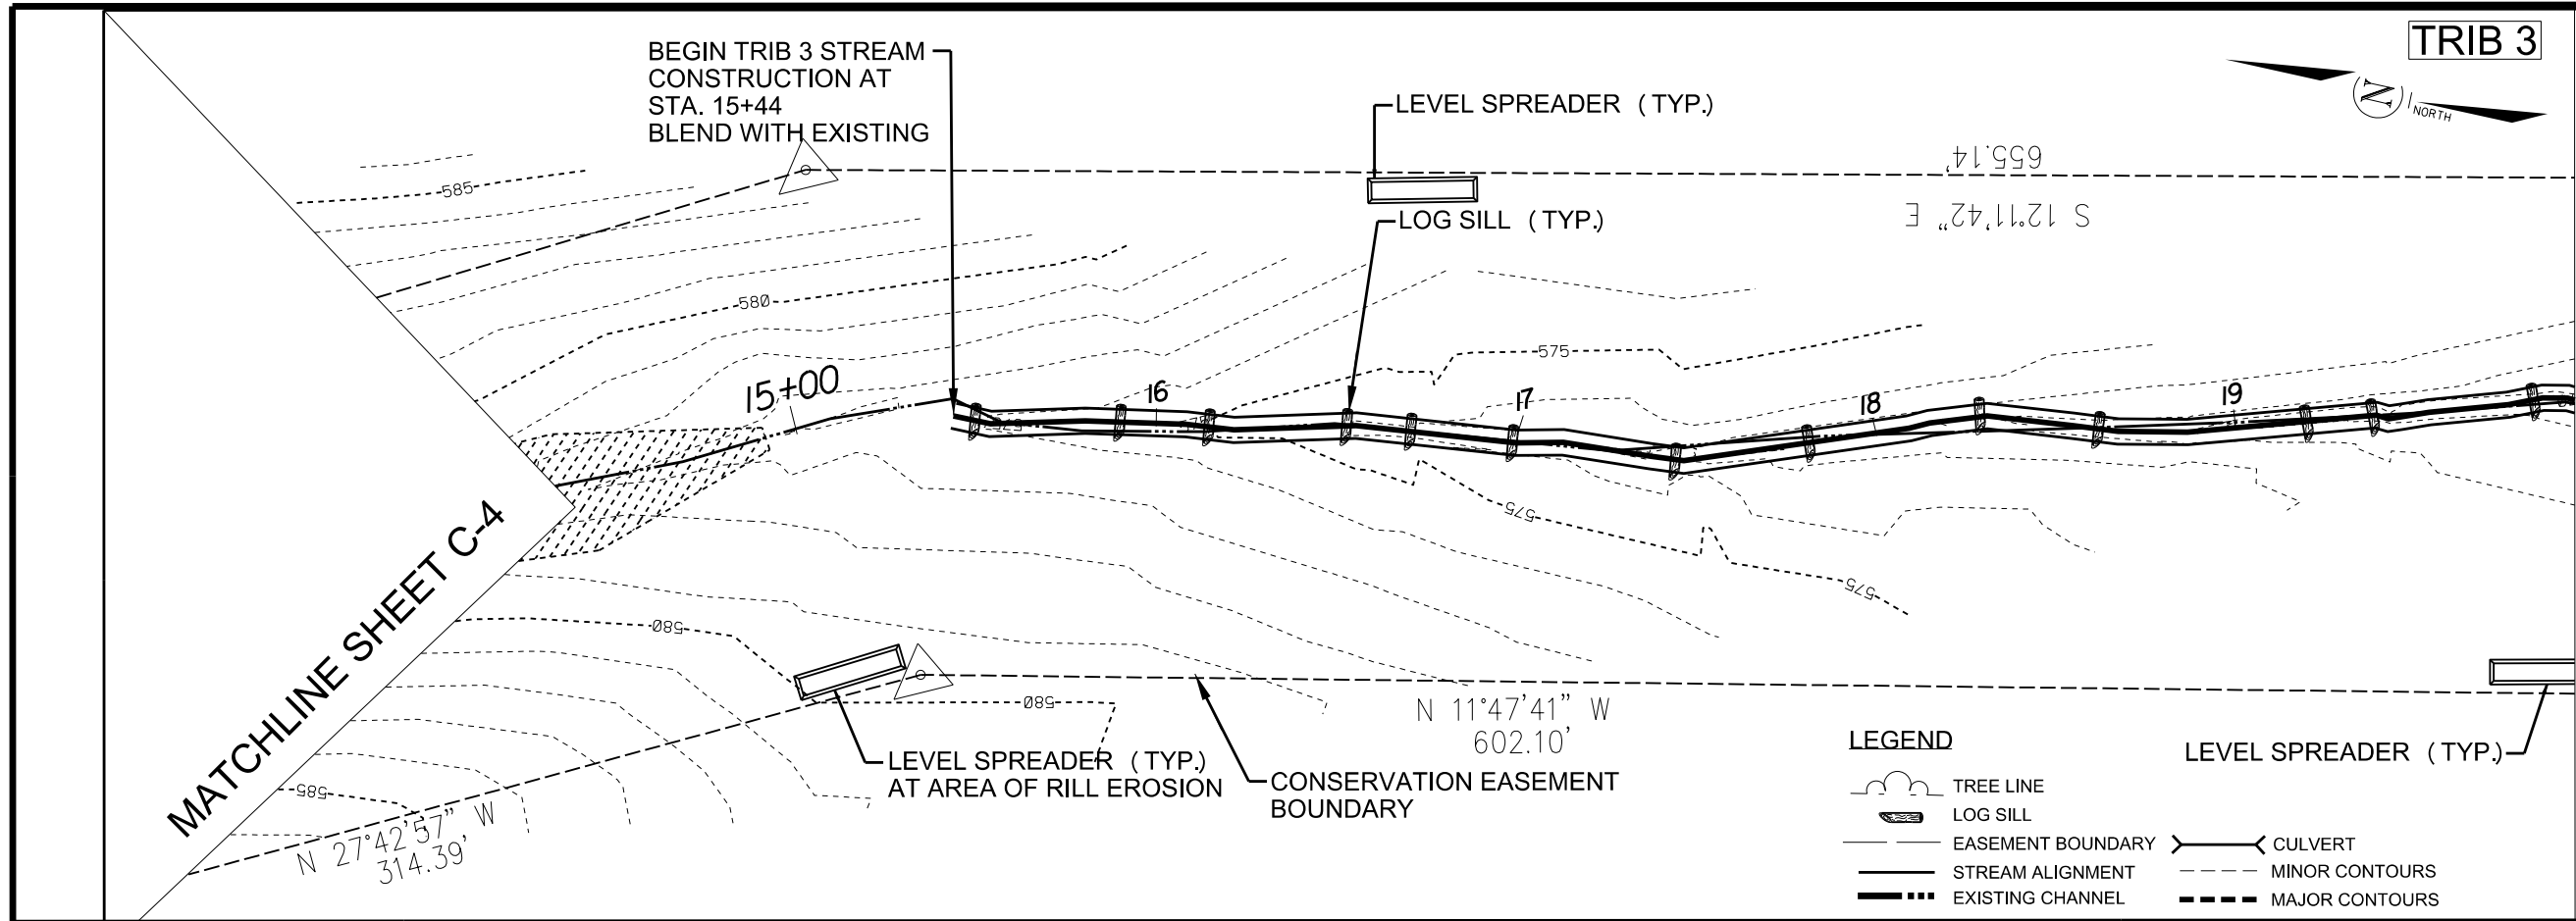 TRIB 3
BEGIN TRIB 3 STREAM
CONSTRUCTION AT
STA. 15+44
BLEND WITH EXISTING
LEVEL SPREADER (TYP.)
N
NORTH
655.14'
S 12°11'42" E
LOG SILL (TYP.)
585
580
575
15+00
16
17
18
19
575
575
575
575
MATCHLINE SHEET C-4
580
580
585
N 11°47'41" W
602.10'
LEVEL SPREADER (TYP.)
AT AREA OF RILL EROSION
CONSERVATION EASEMENT
BOUNDARY
N 27°42'57" W
314.39'
LEVEL SPREADER (TYP.)
LEGEND
TREE LINE
LOG SILL
EASEMENT BOUNDARY
STREAM ALIGNMENT
EXISTING CHANNEL
CULVERT
MINOR CONTOURS
MAJOR CONTOURS